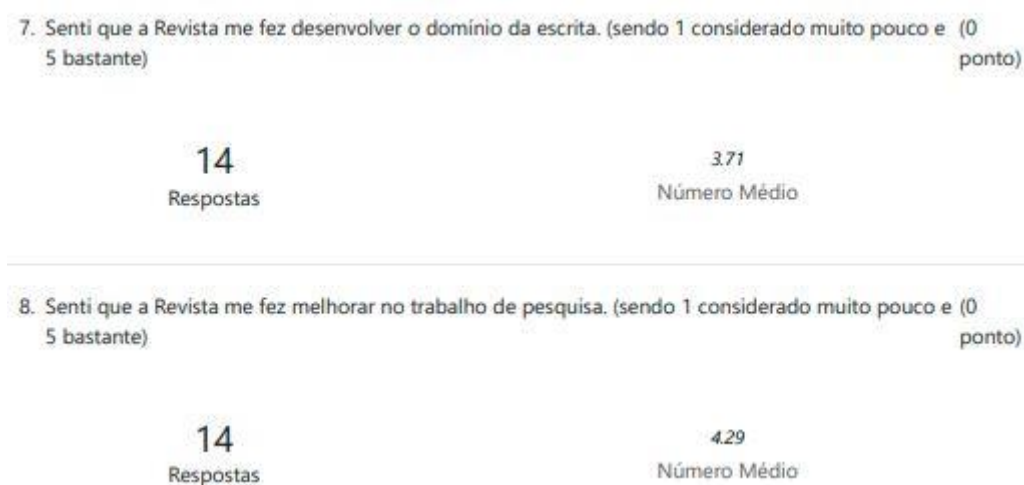 7. Senti que a Revista me fez desenvolver o domínio da escrita. (sendo 1 considerado muito pouco e (0
5 bastante) ponto)
14 3.71
Respostas Número Médio
8. Senti que a Revista me fez melhorar no trabalho de pesquisa. (sendo 1 considerado muito pouco e (0
5 bastante) ponto)
14 4.29
Respostas Número Médio